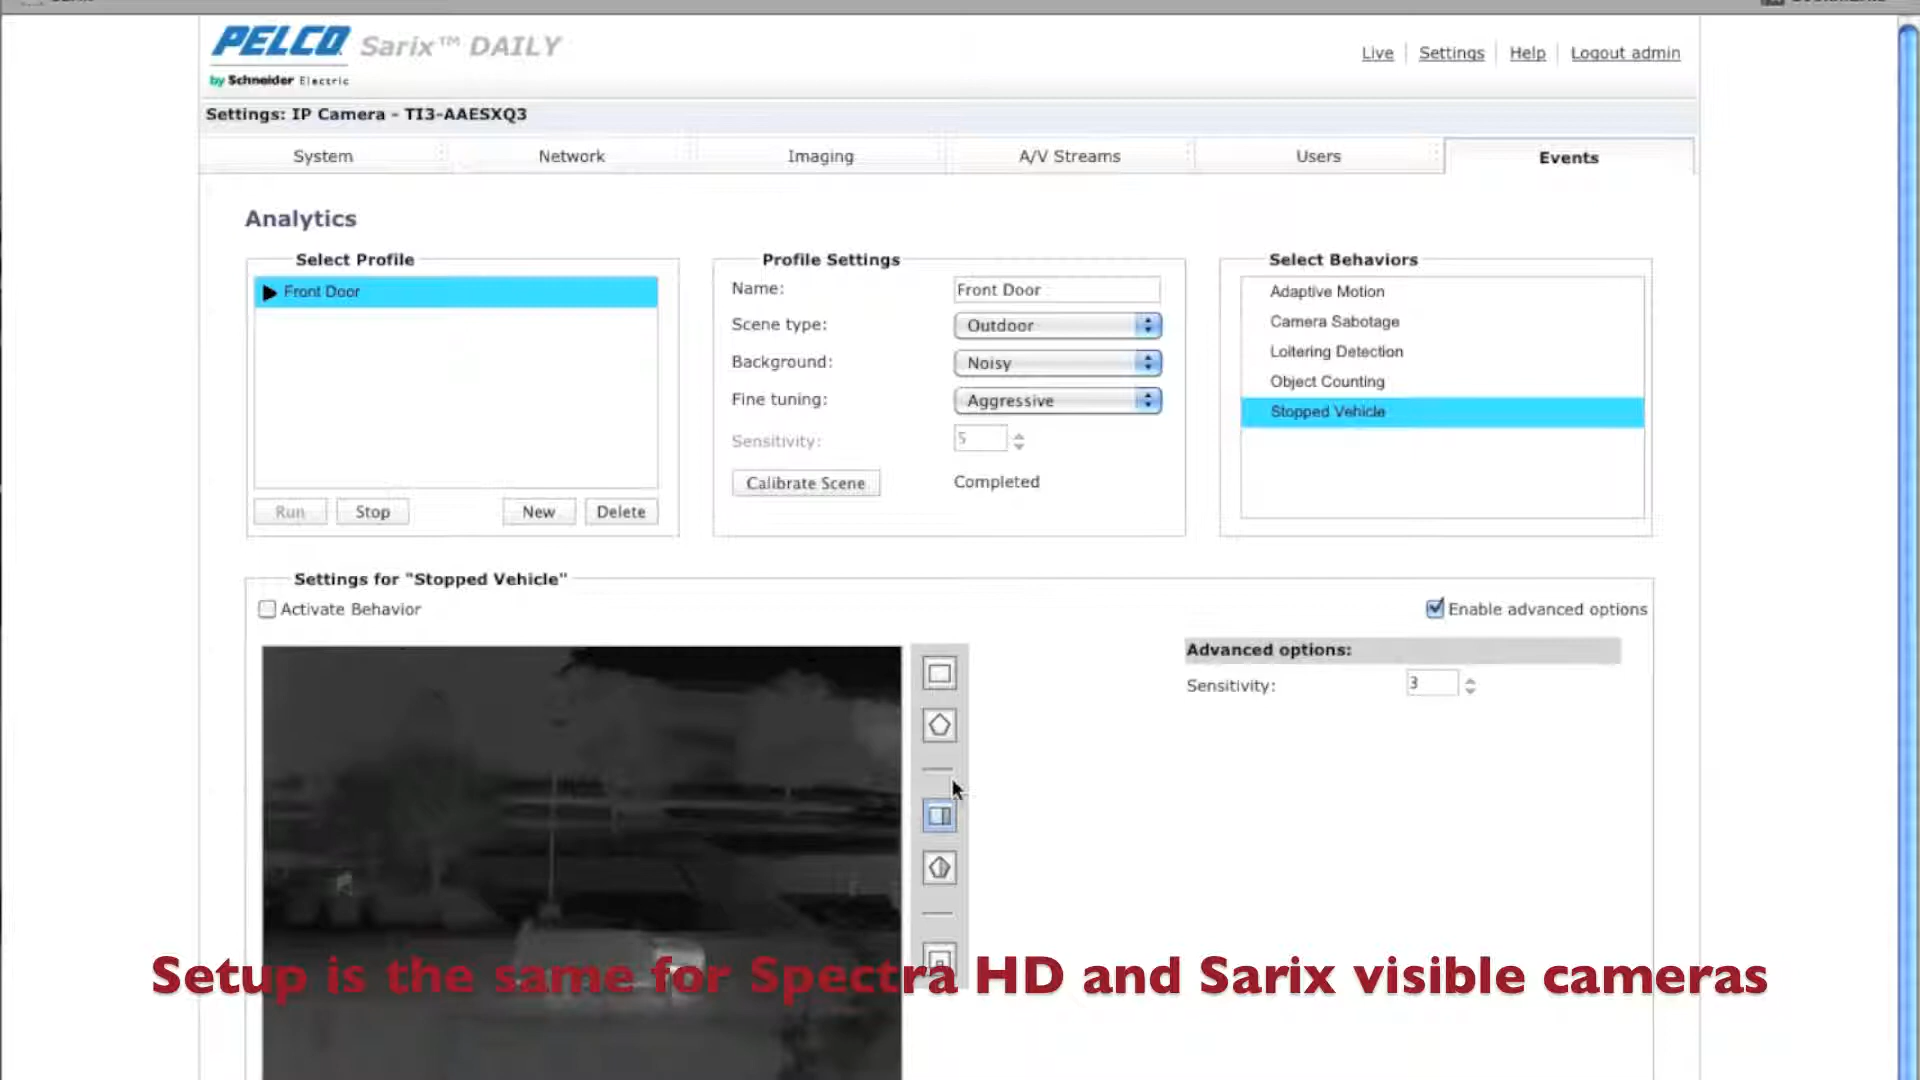 PELCO Sarix™ DAILY
by Schneider Electric
Live Settings Help Logout admin
Settings: IP Camera - TI3-AAESXQ3
System Network Imaging A/V Streams Users Events
Analytics
Select Profile
Front Door
Run Stop New Delete
Profile Settings
Name: Front Door
Scene type: Outdoor
Background: Noisy
Fine tuning: Aggressive
Sensitivity: 5
Calibrate Scene Completed
Select Behaviors
Adaptive Motion
Camera Sabotage
Loitering Detection
Object Counting
Stopped Vehicle
Settings for "Stopped Vehicle"
Activate Behavior
Enable advanced options
Advanced options:
Sensitivity: 3
Setup is the same for Spectra HD and Sarix visible cameras